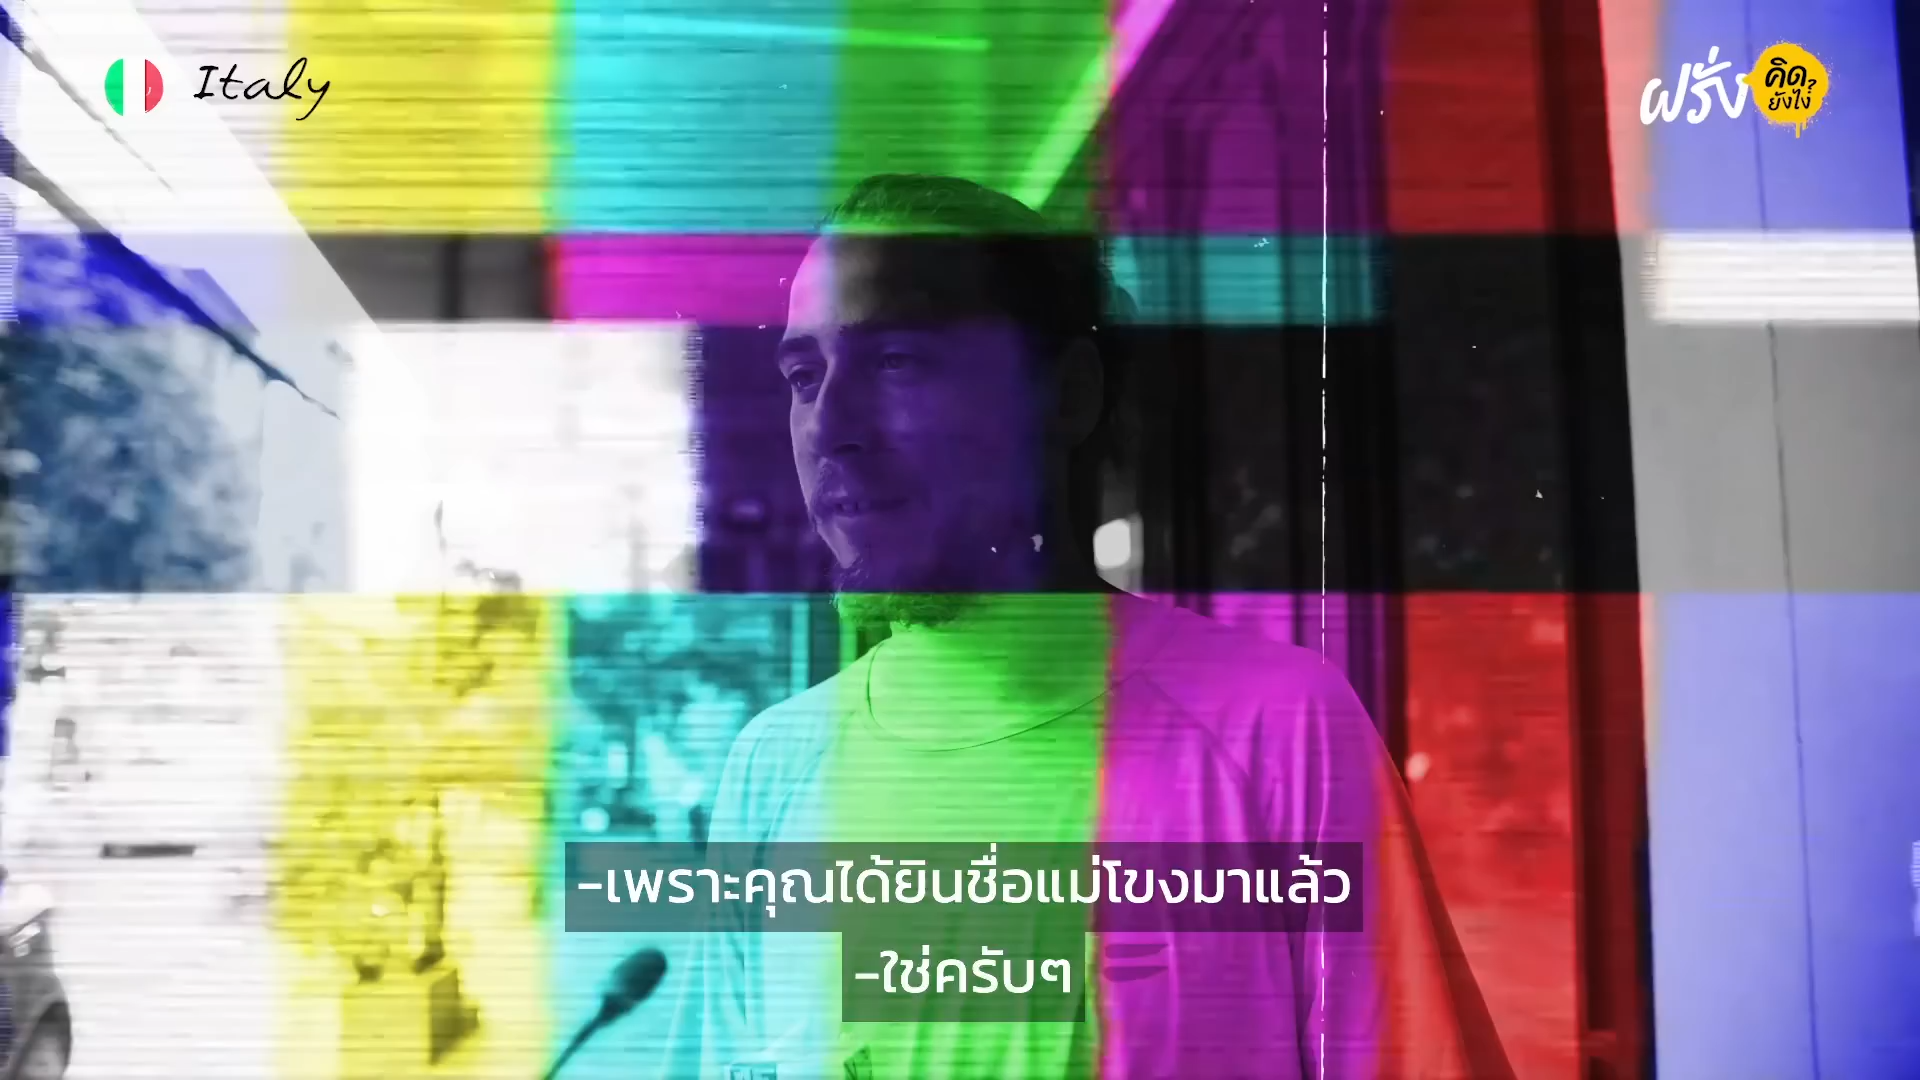 Italy
ฝรั่ง
คิด
ยังไง?
–เพราะคุณได้ยินชื่อแม่โขงมาแล้ว
–ใช่ครับๆ